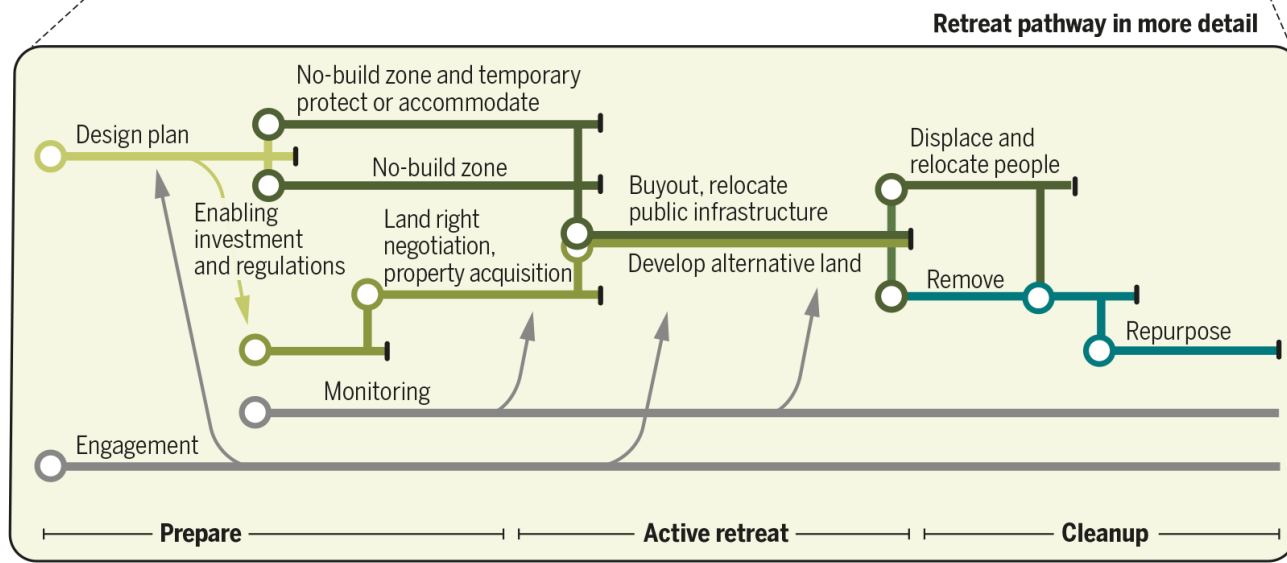 Retreat pathway in more detail
No-build zone and temporary
protect or accommodate
Design plan
No-build zone
Enabling
investment
and regulations
Land right
negotiation,
property acquisition
Buyout, relocate
public infrastructure
Develop alternative land
Displace and
relocate people
Remove
Repurpose
Monitoring
Engagement
Prepare
Active retreat
Cleanup